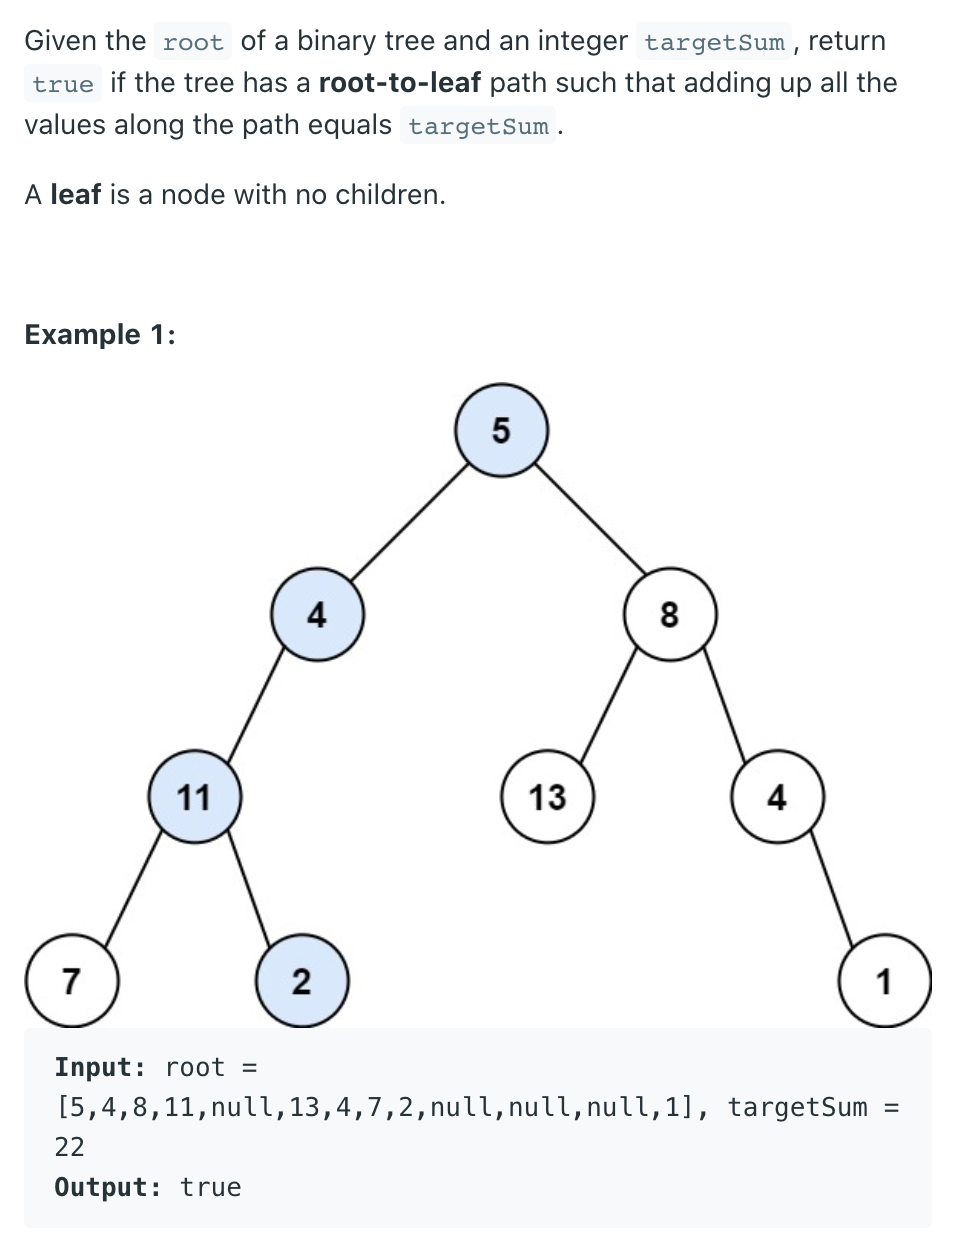 Given the root of a binary tree and an integer targetSum, return
true if the tree has a root-to-leaf path such that adding up all the
values along the path equals targetSum.
A leaf is a node with no children.
Example 1:
5
4 8
11 13 4
7 2 1
Input: root =
[5,4,8,11,null,13,4,7,2,null,null,null,1], targetSum =
22
Output: true